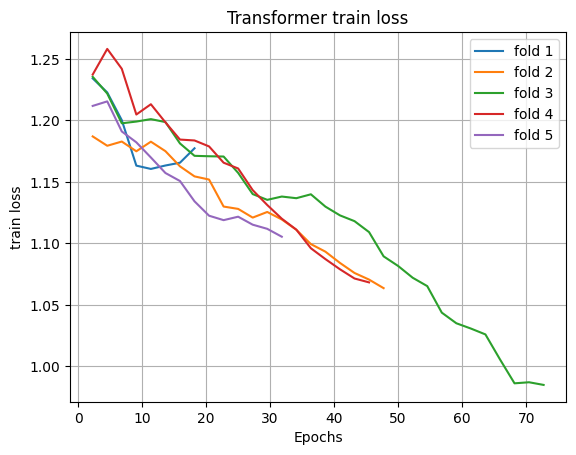 Transformer train loss
fold 1
fold 2
fold 3
fold 4
fold 5
train loss
1.25
1.20
1.15
1.10
1.05
1.00
0 10 20 30 40 50 60 70
Epochs